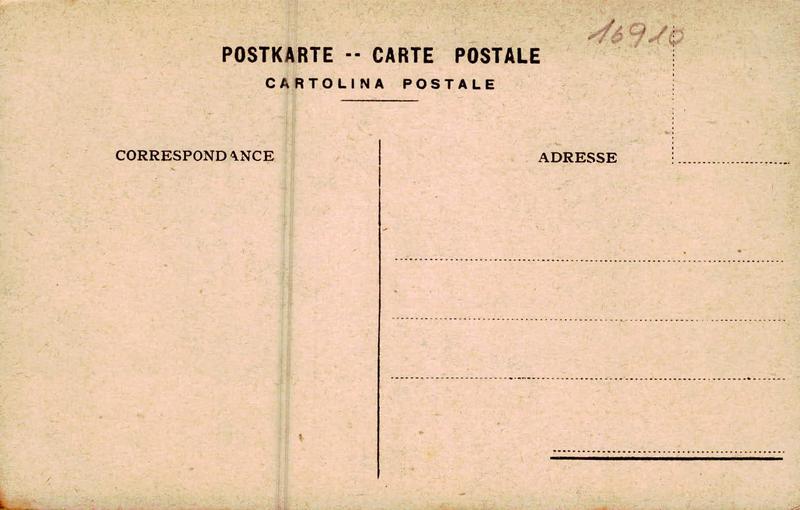 16910
POSTKARTE -- CARTE POSTALE
CARTOLINA POSTALE
CORRESPONDANCE
ADRESSE